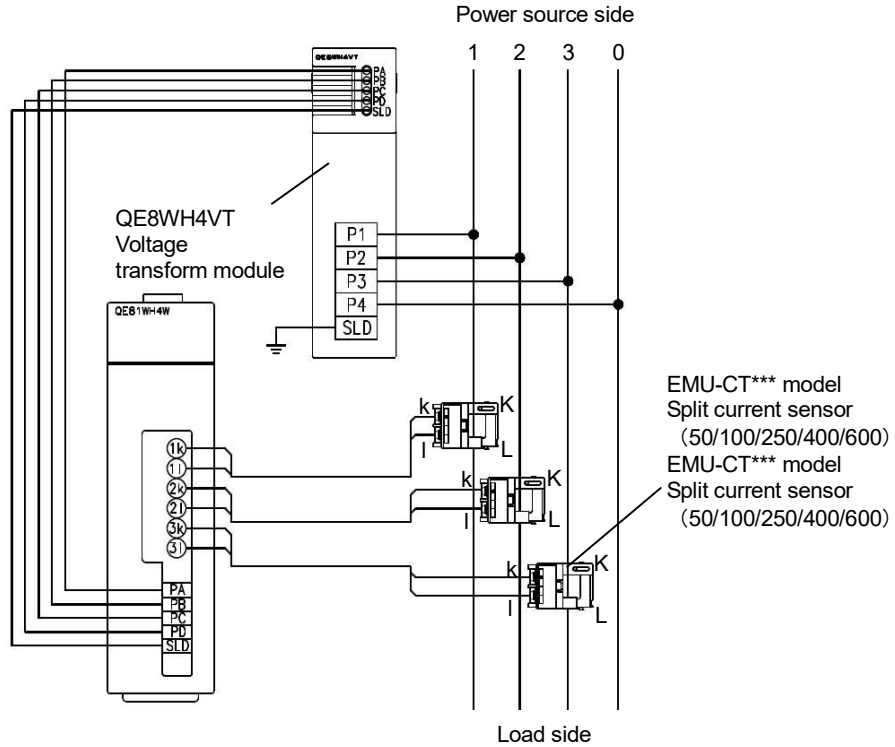 Power source side
1 2 3 0
QE8WH4VT
PA
PB
PC
PD
SLD
QE8WH4VT
Voltage
transform module
P1
P2
P3
P4
SLD
QE81WH4W
1k
1l
2k
2l
3k
3l
PA
PB
PC
PD
SLD
k K
l L
k K
l L
k K
l L
EMU-CT*** model
Split current sensor
(50/100/250/400/600)
EMU-CT*** model
Split current sensor
(50/100/250/400/600)
Load side